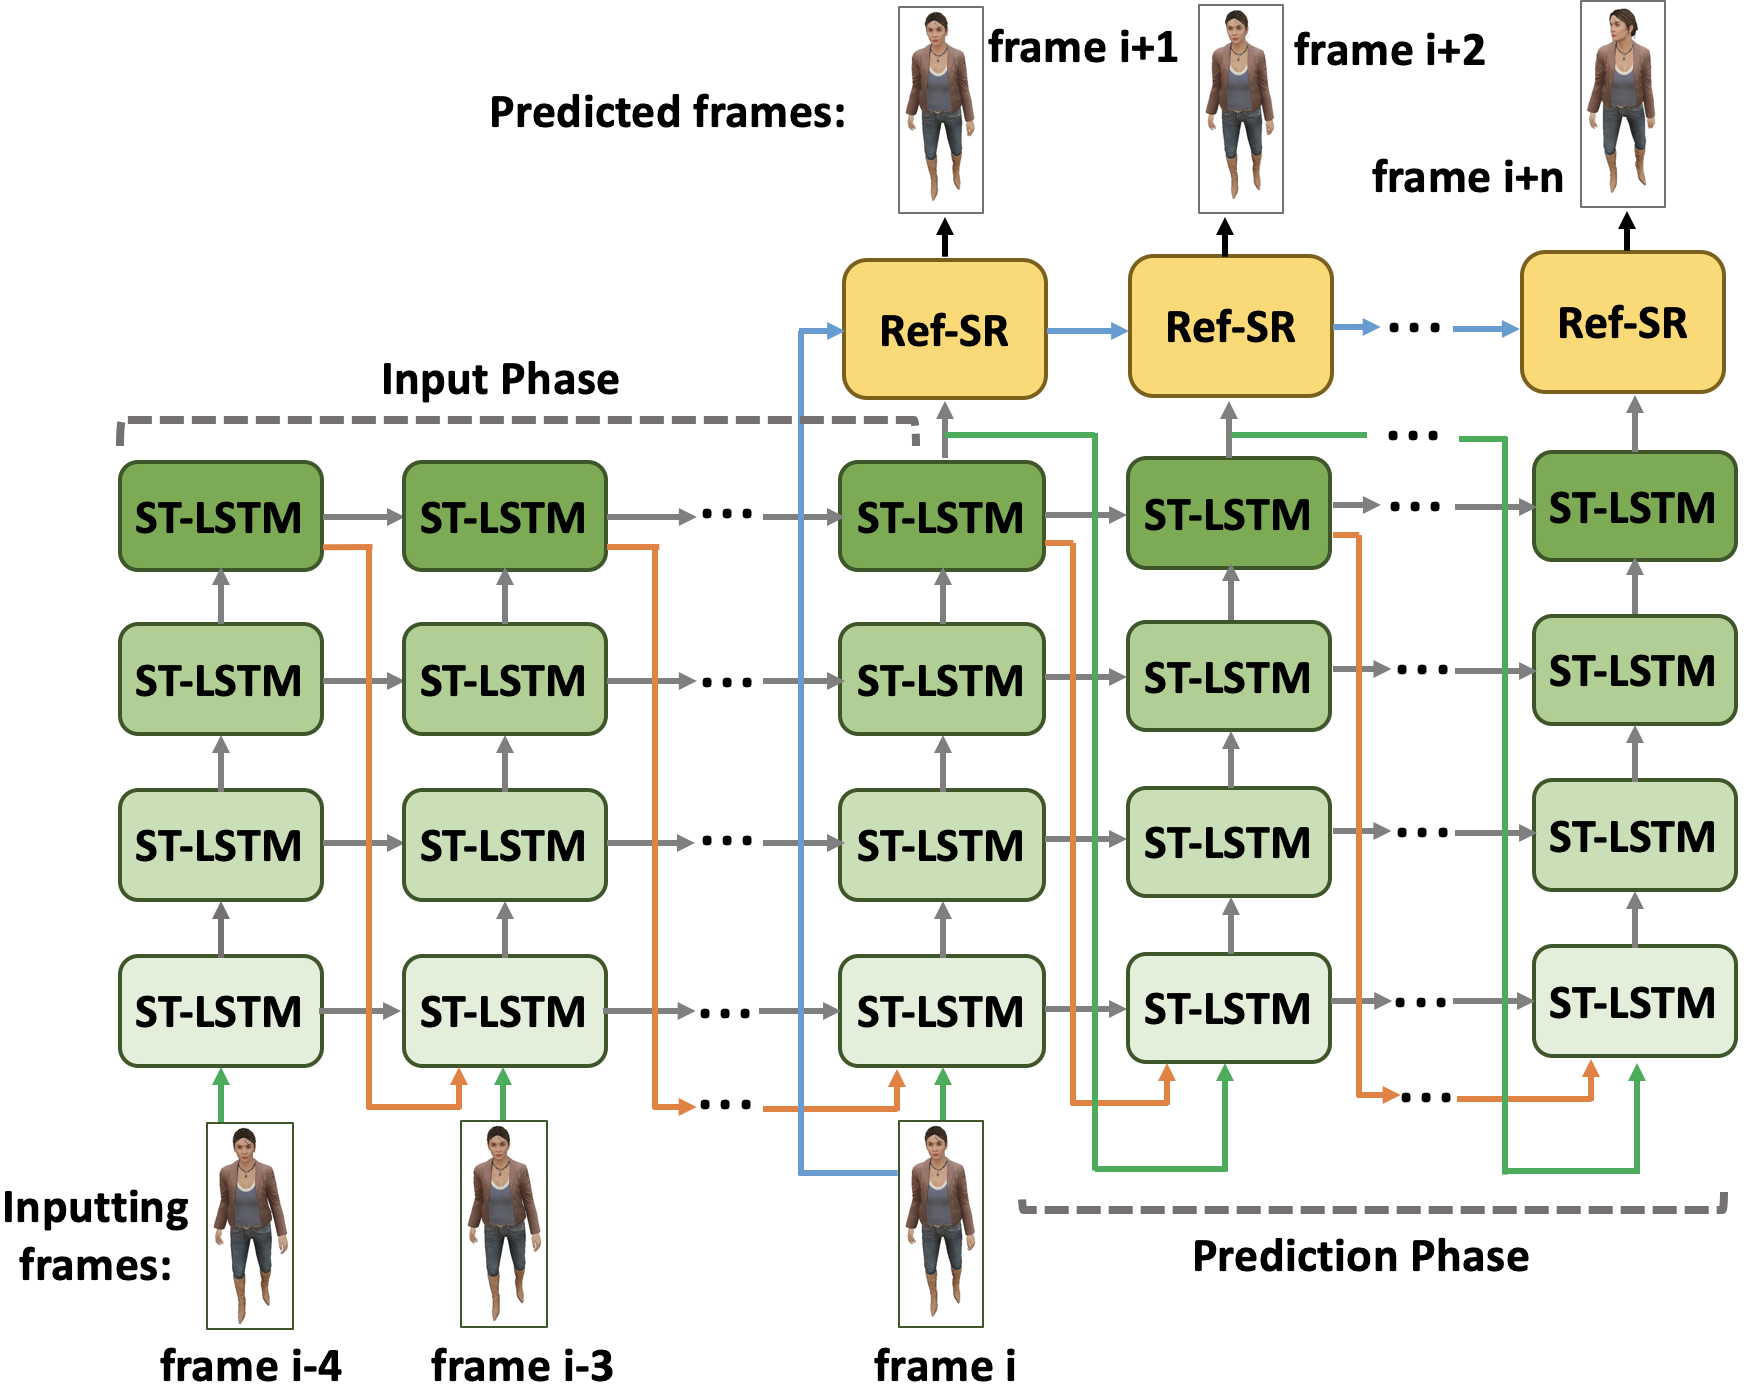 frame i+1
frame i+2
Predicted frames:
frame i+n
Ref-SR
Ref-SR
...
Ref-SR
Input Phase
...
ST-LSTM
ST-LSTM
...
ST-LSTM
ST-LSTM
...
ST-LSTM
ST-LSTM
ST-LSTM
...
ST-LSTM
ST-LSTM
...
ST-LSTM
ST-LSTM
ST-LSTM
...
ST-LSTM
ST-LSTM
...
ST-LSTM
ST-LSTM
ST-LSTM
...
ST-LSTM
ST-LSTM
...
ST-LSTM
...
...
Inputting
frames:
Prediction Phase
frame i-4
frame i-3
frame i